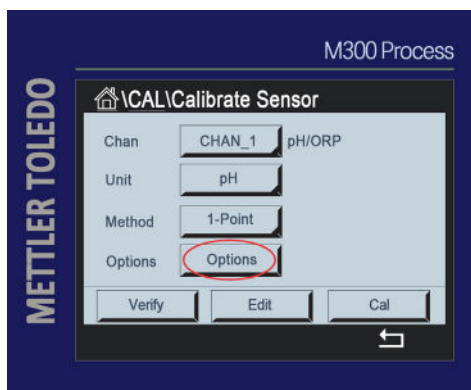 M300 Process
METTLER TOLEDO
\CAL\Calibrate Sensor
Chan CHAN_1 pH/ORP
Unit pH
Method 1-Point
Options Options
Verify Edit Cal